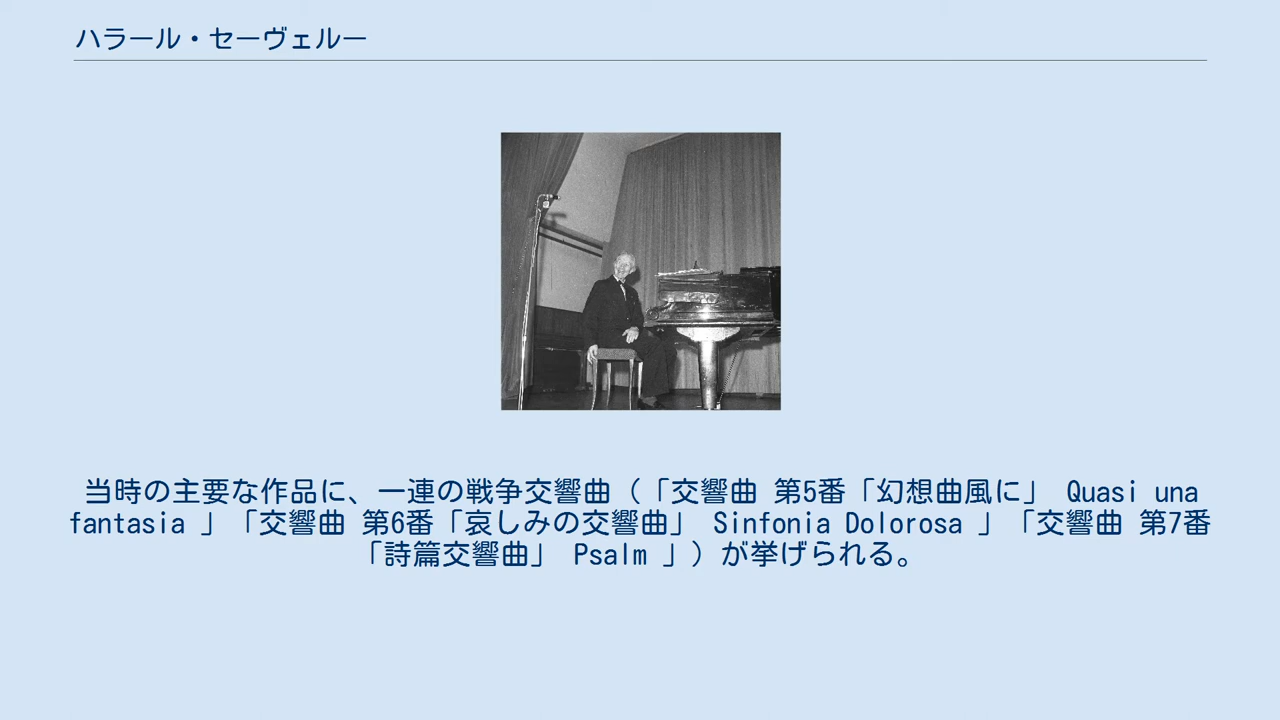 ハラール・セーヴェルー
当時の主要な作品に、一連の戦争交響曲（「交響曲 第5番「幻想曲風に」 Quasi una
fantasia 」「交響曲 第6番「哀しみの交響曲」 Sinfonia Dolorosa 」「交響曲 第7番
「詩篇交響曲」 Psalm 」）が挙げられる。